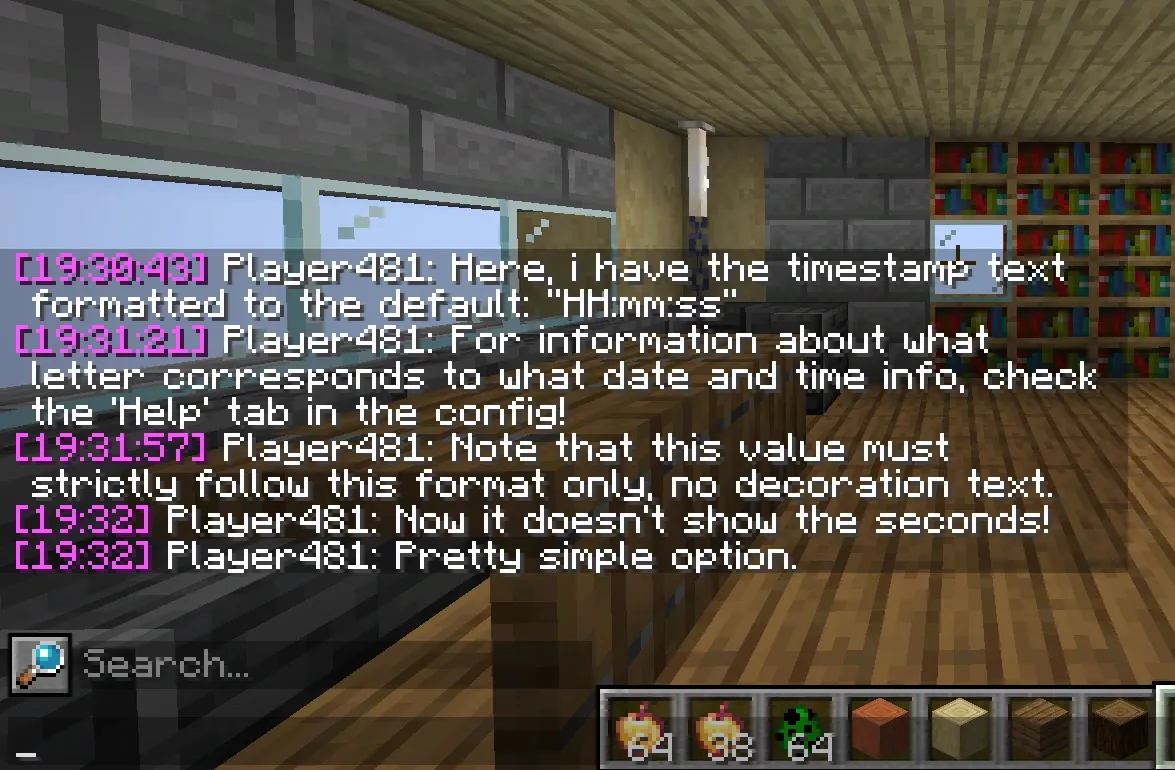 [19:30:43] Player481: Here, i have the timestamp text
formatted to the default: "HH:mm:ss"
[19:31:21] Player481: For information about what
letter corresponds to what date and time info, check
the 'Help' tab in the config!
[19:31:57] Player481: Note that this value must
strictly follow this format only, no decoration text.
[19:32] Player481: Now it doesn't show the seconds!
[19:32] Player481: Pretty simple option.
Search...
64 38 64
_